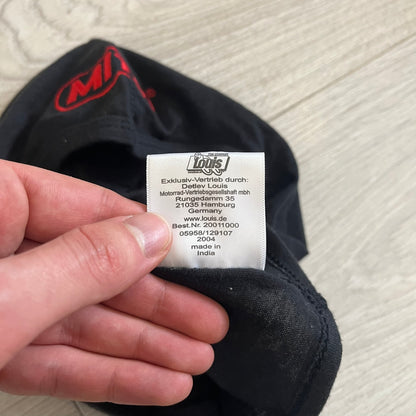 Louis
Exklusiv-Vertrieb durch:
Detlev Louis
Motorrad-Vertriebsgesellschaft mbh
Rungedamm 35
21035 Hamburg
Germany
www.louis.de
Best.Nr. 20011000
05958/129107
2004
made in
India